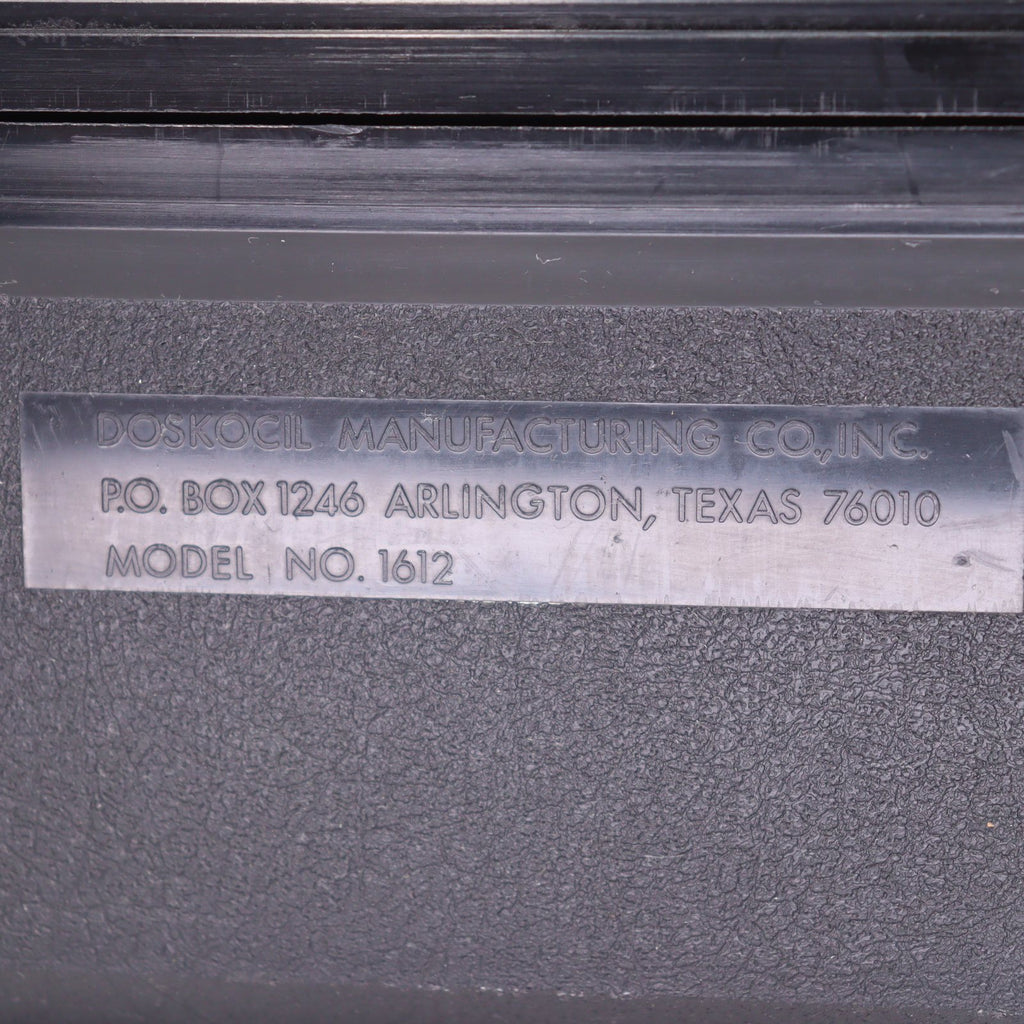 DOSKOCIL MANUFACTURING CO., INC.
P.O. BOX 1246 ARLINGTON, TEXAS 76010
MODEL NO. 1612